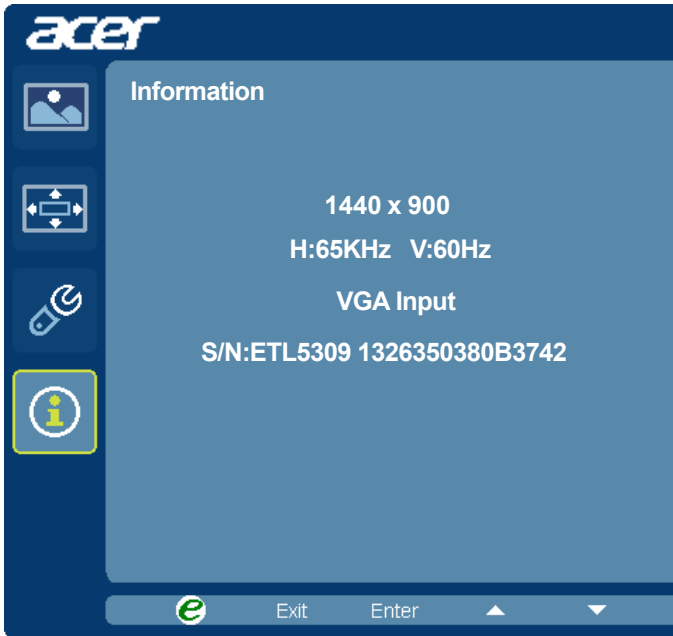 acer
Information
1440 x 900
H:65KHz V:60Hz
VGA Input
S/N:ETL5309 1326350380B3742
e Exit Enter